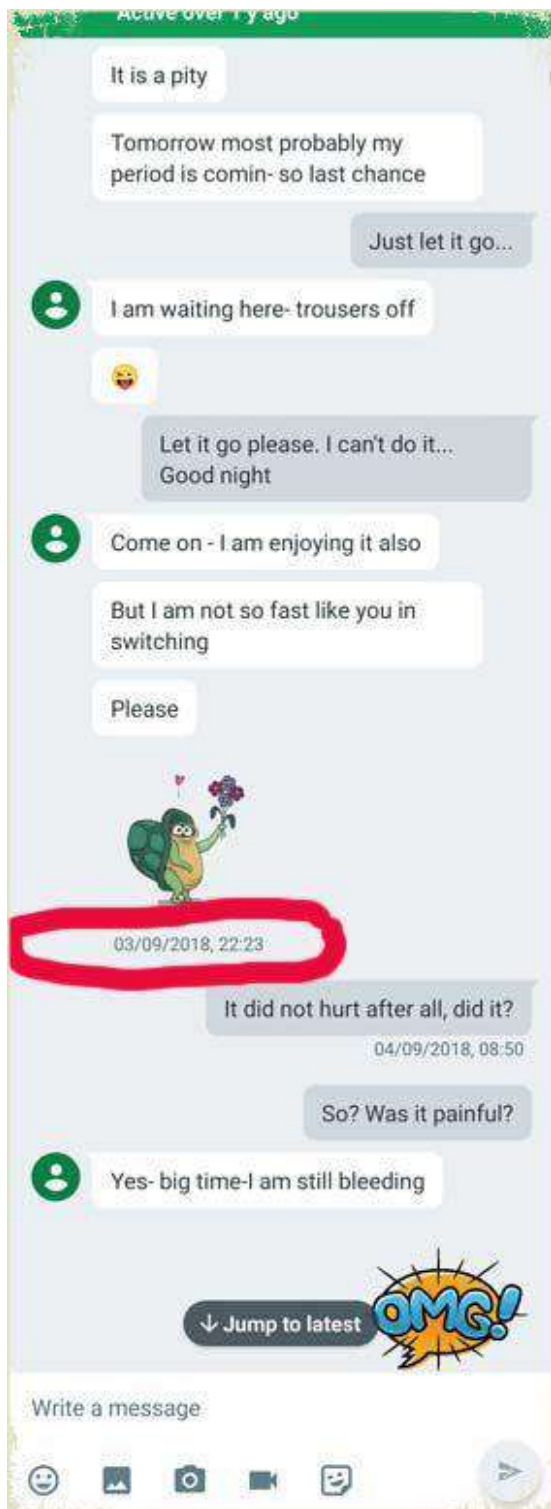 Active over 1 y ago
It is a pity
Tomorrow most probably my
period is comin- so last chance
Just let it go...
I am waiting here- trousers off
Let it go please. I can't do it...
Good night
Come on - I am enjoying it also
But I am not so fast like you in
switching
Please
03/09/2018, 22:23
It did not hurt after all, did it?
04/09/2018, 08:50
So? Was it painful?
Yes- big time-I am still bleeding
OMG!
Jump to latest
Write a message